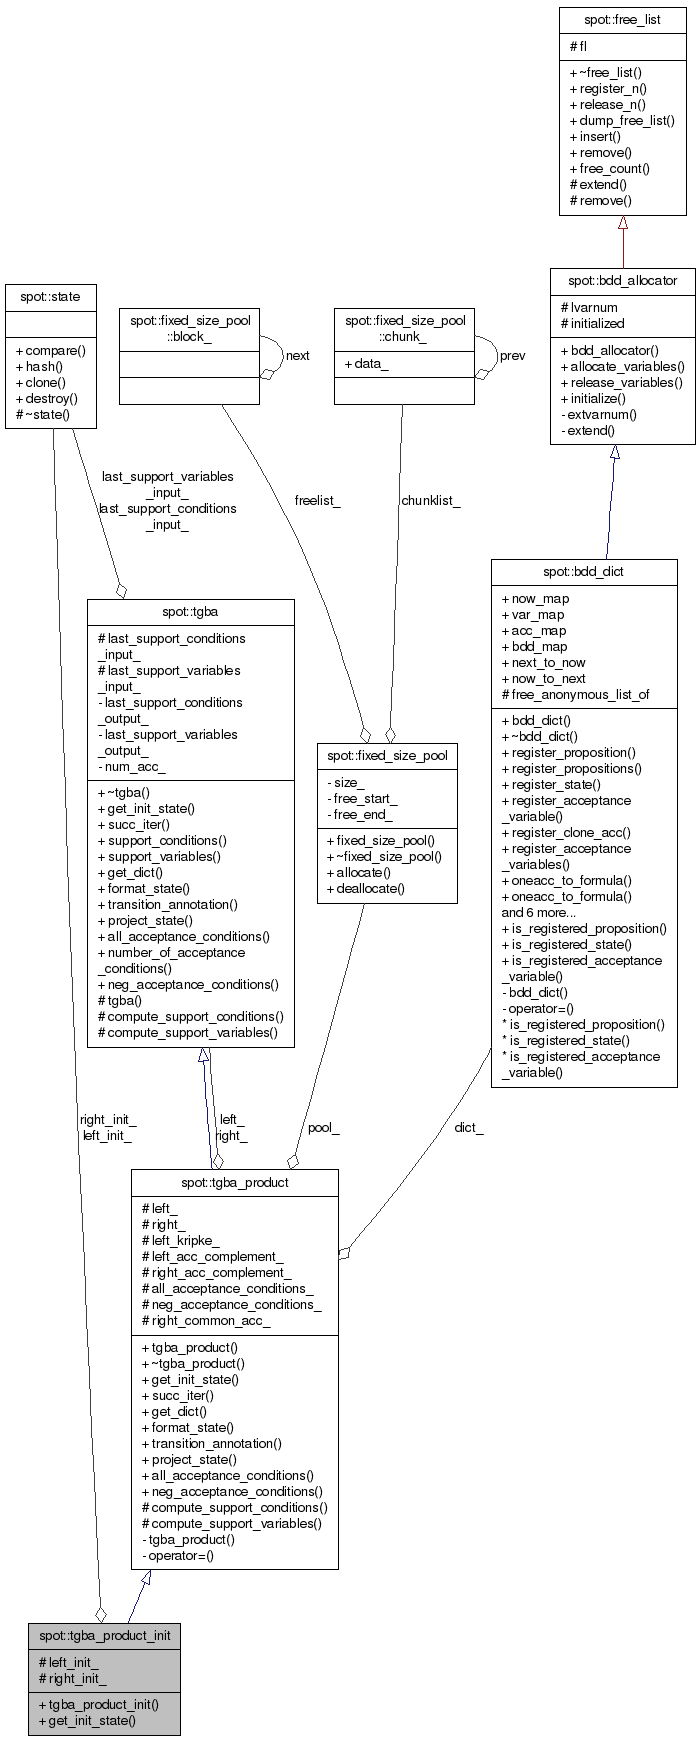 spot::free_list
# fl
+ ~free_list()
+ register_n()
+ release_n()
+ dump_free_list()
+ insert()
+ remove()
+ free_count()
# extend()
# remove()
spot::bdd_allocator
# lvarnum
# initialized
+ bdd_allocator()
+ allocate_variables()
+ release_variables()
+ initialize()
- extvarnum()
- extend()
spot::state
+ compare()
+ hash()
+ clone()
+ destroy()
# ~state()
spot::fixed_size_pool
::block_
next
spot::fixed_size_pool
::chunk_
+ data_
prev
last_support_variables
_input_
last_support_conditions
_input_
freelist_
chunklist_
spot::tgba
# last_support_conditions
_input_
# last_support_variables
_input_
- last_support_conditions
_output_
- last_support_variables
_output_
- num_acc_
+ ~tgba()
+ get_init_state()
+ succ_iter()
+ support_conditions()
+ support_variables()
+ get_dict()
+ format_state()
+ transition_annotation()
+ project_state()
+ all_acceptance_conditions()
+ number_of_acceptance
_conditions()
+ neg_acceptance_conditions()
# tgba()
# compute_support_conditions()
# compute_support_variables()
spot::fixed_size_pool
- size_
- free_start_
- free_end_
+ fixed_size_pool()
+ ~fixed_size_pool()
+ allocate()
+ deallocate()
spot::bdd_dict
+ now_map
+ var_map
+ acc_map
+ bdd_map
+ next_to_now
+ now_to_next
# free_anonymous_list_of
+ bdd_dict()
+ ~bdd_dict()
+ register_proposition()
+ register_propositions()
+ register_state()
+ register_acceptance
_variable()
+ register_clone_acc()
+ register_acceptance
_variables()
+ oneacc_to_formula()
+ oneacc_to_formula()
and 6 more...
+ is_registered_proposition()
+ is_registered_state()
+ is_registered_acceptance
_variable()
- bdd_dict()
- operator=()
* is_registered_proposition()
* is_registered_state()
* is_registered_acceptance
_variable()
right_init_
left_init_
left_
right_
pool_
dict_
spot::tgba_product
# left_
# right_
# left_kripke_
# left_acc_complement_
# right_acc_complement_
# all_acceptance_conditions_
# neg_acceptance_conditions_
# right_common_acc_
+ tgba_product()
+ ~tgba_product()
+ get_init_state()
+ succ_iter()
+ get_dict()
+ format_state()
+ transition_annotation()
+ project_state()
+ all_acceptance_conditions()
+ neg_acceptance_conditions()
# compute_support_conditions()
# compute_support_variables()
- tgba_product()
- operator=()
spot::tgba_product_init
# left_init_
# right_init_
+ tgba_product_init()
+ get_init_state()